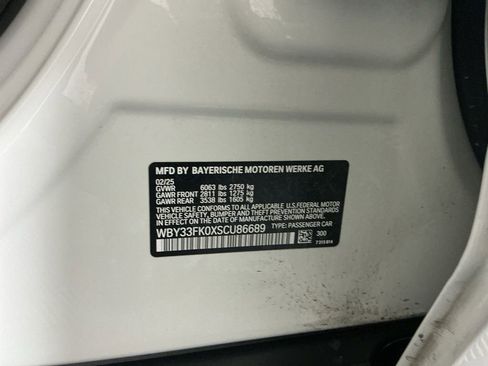 MFD BY BAYERISCHE MOTOREN WERKE AG
02/25
GVWR 6063 lbs 2750 kg
GAWR FRONT 2811 lbs 1275 kg
GAWR REAR 3538 lbs 1605 kg
THIS VEHICLE CONFORMS TO ALL APPLICABLE U.S.FEDERAL MOTOR
VEHICLE SAFETY, BUMPER AND THEFT PREVENTION STANDARDS
IN EFFECT ON THE DATE OF MANUFACTURE SHOWN ABOVE.
WBY33FK0XSCU86689 TYPE: PASSENGER CAR
300